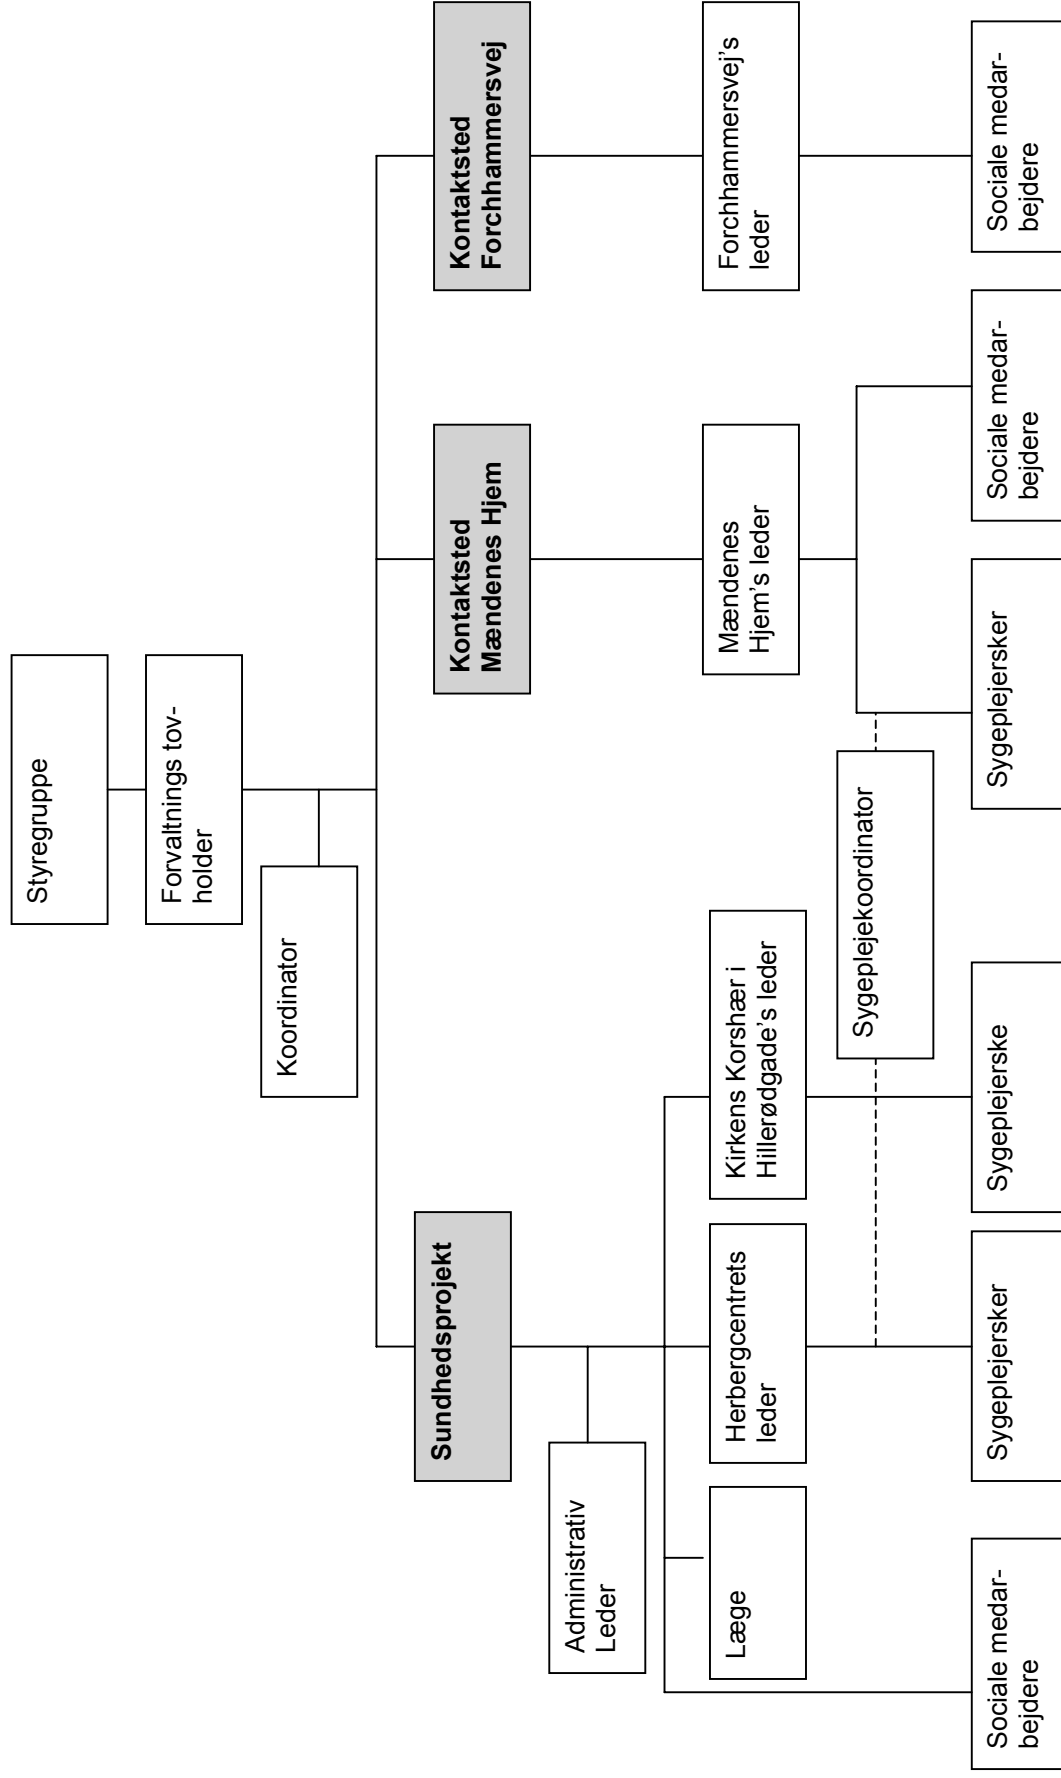 Styregruppe
Forvaltnings tov-
holder
Koordinator
Sundhedsprojekt
Kontaktsted
Mændenes Hjem
Kontaktsted
Forchhammersvej
Administrativ
Leder
Læge
Herbergcentrets
leder
Kirkens Korshær i
Hillerødgade’s leder
Mændenes
Hjem’s leder
Forchhammersvej’s
leder
Sygeplejekoordinator
Sociale medar-
bejdere
Sygeplejersker
Sygeplejerske
Sygeplejersker
Sociale medar-
bejdere
Sociale medar-
bejdere